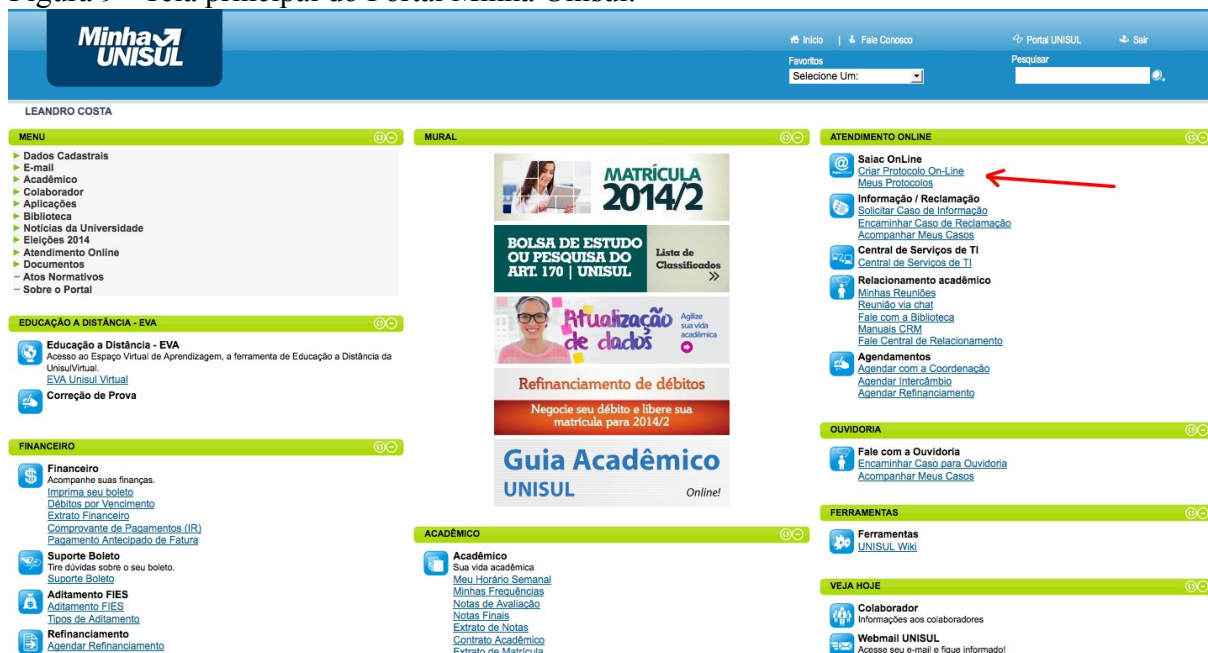 Figura 9 - Tela principal do Portal Minha Unisul.
Minha
UNISUL
Início | Fale Conosco
Portal UNISUL
Sair
Favoritos
Selecione Um:
Pesquisar
LEANDRO COSTA
MENU
Dados Cadastrais
E-mail
Acadêmico
Colaborador
Aplicações
Biblioteca
Notícias da Universidade
Eleições 2014
Atendimento Online
Documentos
Atos Normativos
Sobre o Portal
EDUCAÇÃO A DISTÂNCIA - EVA
Educação a Distância - EVA
Acesso ao Espaço Virtual de Aprendizagem, a ferramenta de Educação a Distância da
UnisulVirtual.
EVA Unisul Virtual
Correção de Prova
FINANCEIRO
Financeiro
Acompanhe suas finanças.
Imprima seu boleto
Débitos por Vencimento
Extrato Financeiro
Comprovante de Pagamentos (IR)
Pagamento Antecipado de Fatura
Suporte Boleto
Tire dúvidas sobre o seu boleto.
Suporte Boleto
Aditamento FIES
Aditamento FIES
Tipos de Aditamento
Refinanciamento
Agendar Refinanciamento
MURAL
MATRÍCULA
2014/2
BOLSA DE ESTUDO
OU PESQUISA DO
ART. 170 | UNISUL
Lista de
Classificados
Atualização
de dados
Agilize
sua vida
acadêmica
Refinanciamento de débitos
Negocie seu débito e libere sua
matrícula para 2014/2
Guia Acadêmico
UNISUL
Online!
ACADÊMICO
Acadêmico
Sua vida acadêmica
Meu Horário Semanal
Minhas Frequências
Notas de Avaliação
Notas Finais
Extrato de Notas
Contrato Acadêmico
Extrato de Matrícula
ATENDIMENTO ONLINE
Saiac OnLine
Criar Protocolo On-Line
Meus Protocolos
Informação / Reclamação
Solicitar Caso de Informação
Encaminhar Caso de Reclamação
Acompanhar Meus Casos
Central de Serviços de TI
Central de Serviços de TI
Relacionamento acadêmico
Minhas Reuniões
Reunião via chat
Fale com a Biblioteca
Manuais CRM
Fale Central de Relacionamento
Agendamentos
Agendar com a Coordenação
Agendar Intercâmbio
Agendar Refinanciamento
OUVIDORIA
Fale com a Ouvidoria
Encaminhar Caso para Ouvidoria
Acompanhar Meus Casos
FERRAMENTAS
Ferramentas
UNISUL Wiki
VEJA HOJE
Colaborador
Informações aos colaboradores
Webmail UNISUL
Acesse seu e-mail e fique informado!